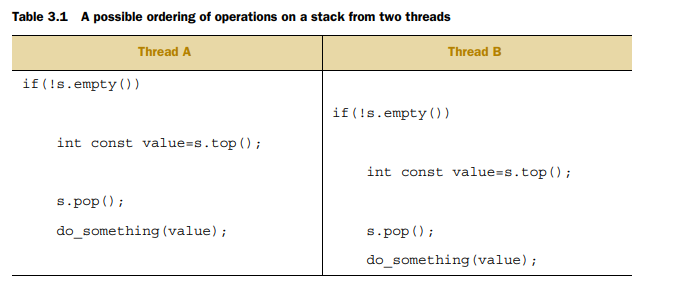 Table 3.1 A possible ordering of operations on a stack from two threads
Thread A Thread B
if(!s.empty())
if(!s.empty())
int const value=s.top();
int const value=s.top();
s.pop();
do_something(value); s.pop();
do_something(value);